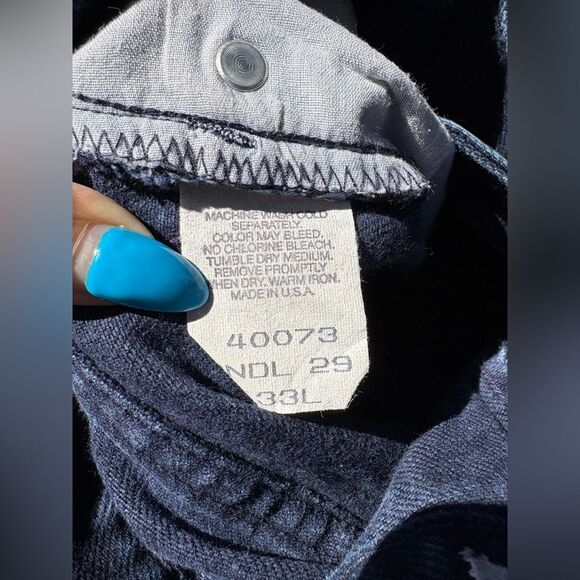 MACHINE WASH COLD
SEPARATELY
COLOR MAY BLEED.
NO CHLORINE BLEACH.
TUMBLE DRY MEDIUM.
REMOVE PROMPTLY
WHEN DRY. WARM IRON.
MADE IN U.S.A.
40073
NDL 29
33L